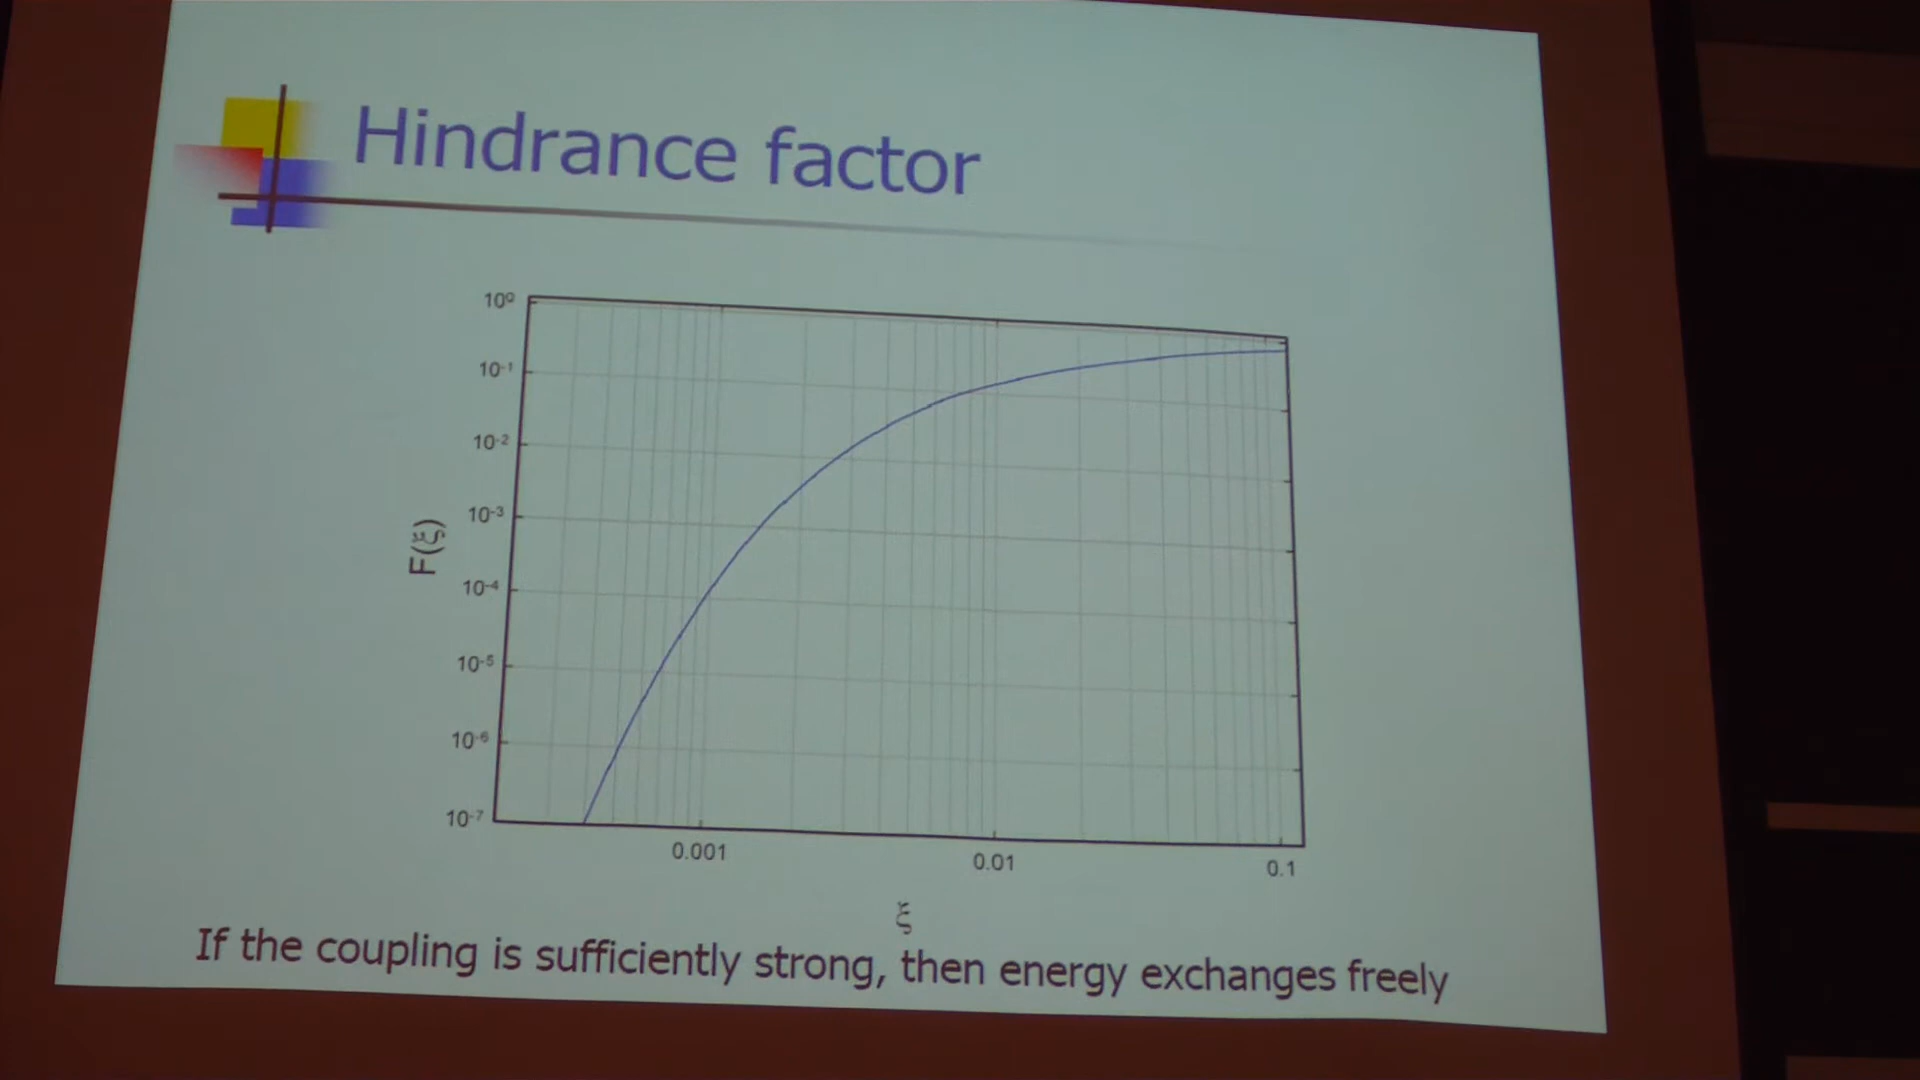 Hindrance factor
10⁰
10⁻¹
10⁻²
10⁻³
10⁻⁴
10⁻⁵
10⁻⁶
10⁻⁷
F(ξ)
0.001
0.01
0.1
ξ
If the coupling is sufficiently strong, then energy exchanges freely